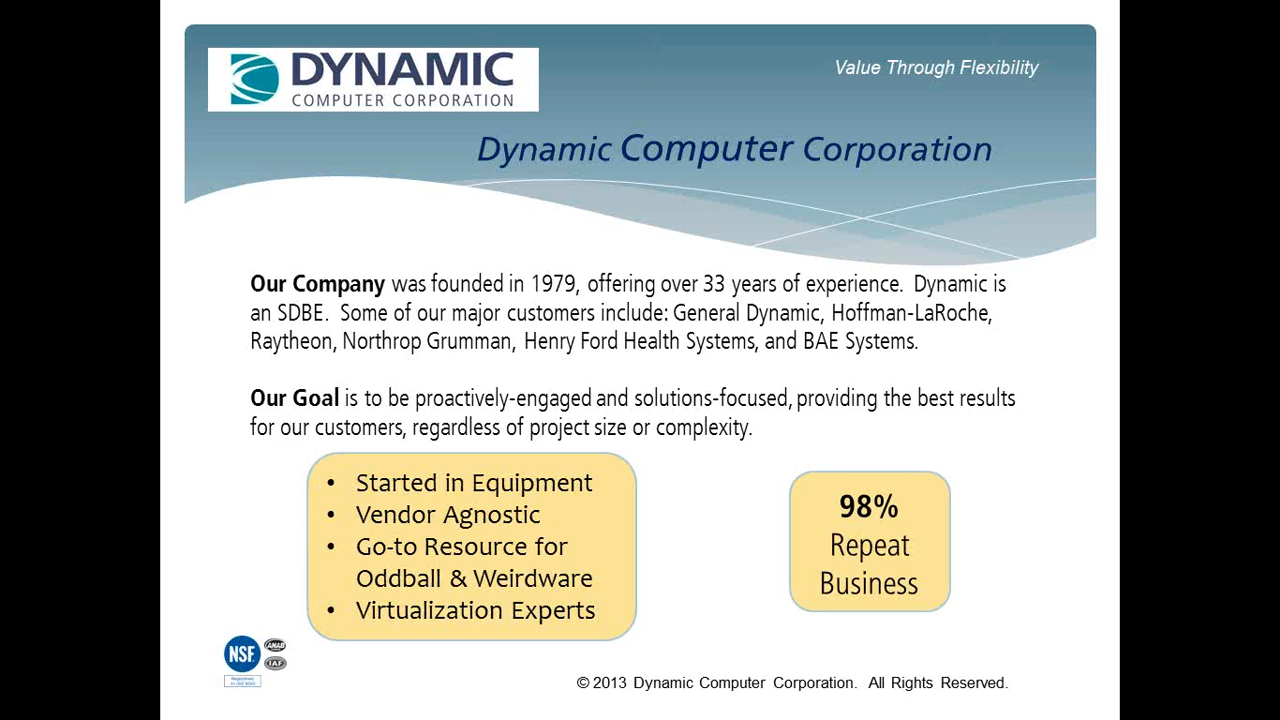 DYNAMIC
COMPUTER CORPORATION
Value Through Flexibility
Dynamic Computer Corporation
Our Company was founded in 1979, offering over 33 years of experience. Dynamic is
an SDBE. Some of our major customers include: General Dynamic, Hoffman-LaRoche,
Raytheon, Northrop Grumman, Henry Ford Health Systems, and BAE Systems.
Our Goal is to be proactively-engaged and solutions-focused, providing the best results
for our customers, regardless of project size or complexity.
• Started in Equipment
• Vendor Agnostic
• Go-to Resource for
Oddball & Weirdware
• Virtualization Experts
98%
Repeat
Business
NSF
ANAB
IAF
Registered
© 2013 Dynamic Computer Corporation. All Rights Reserved.